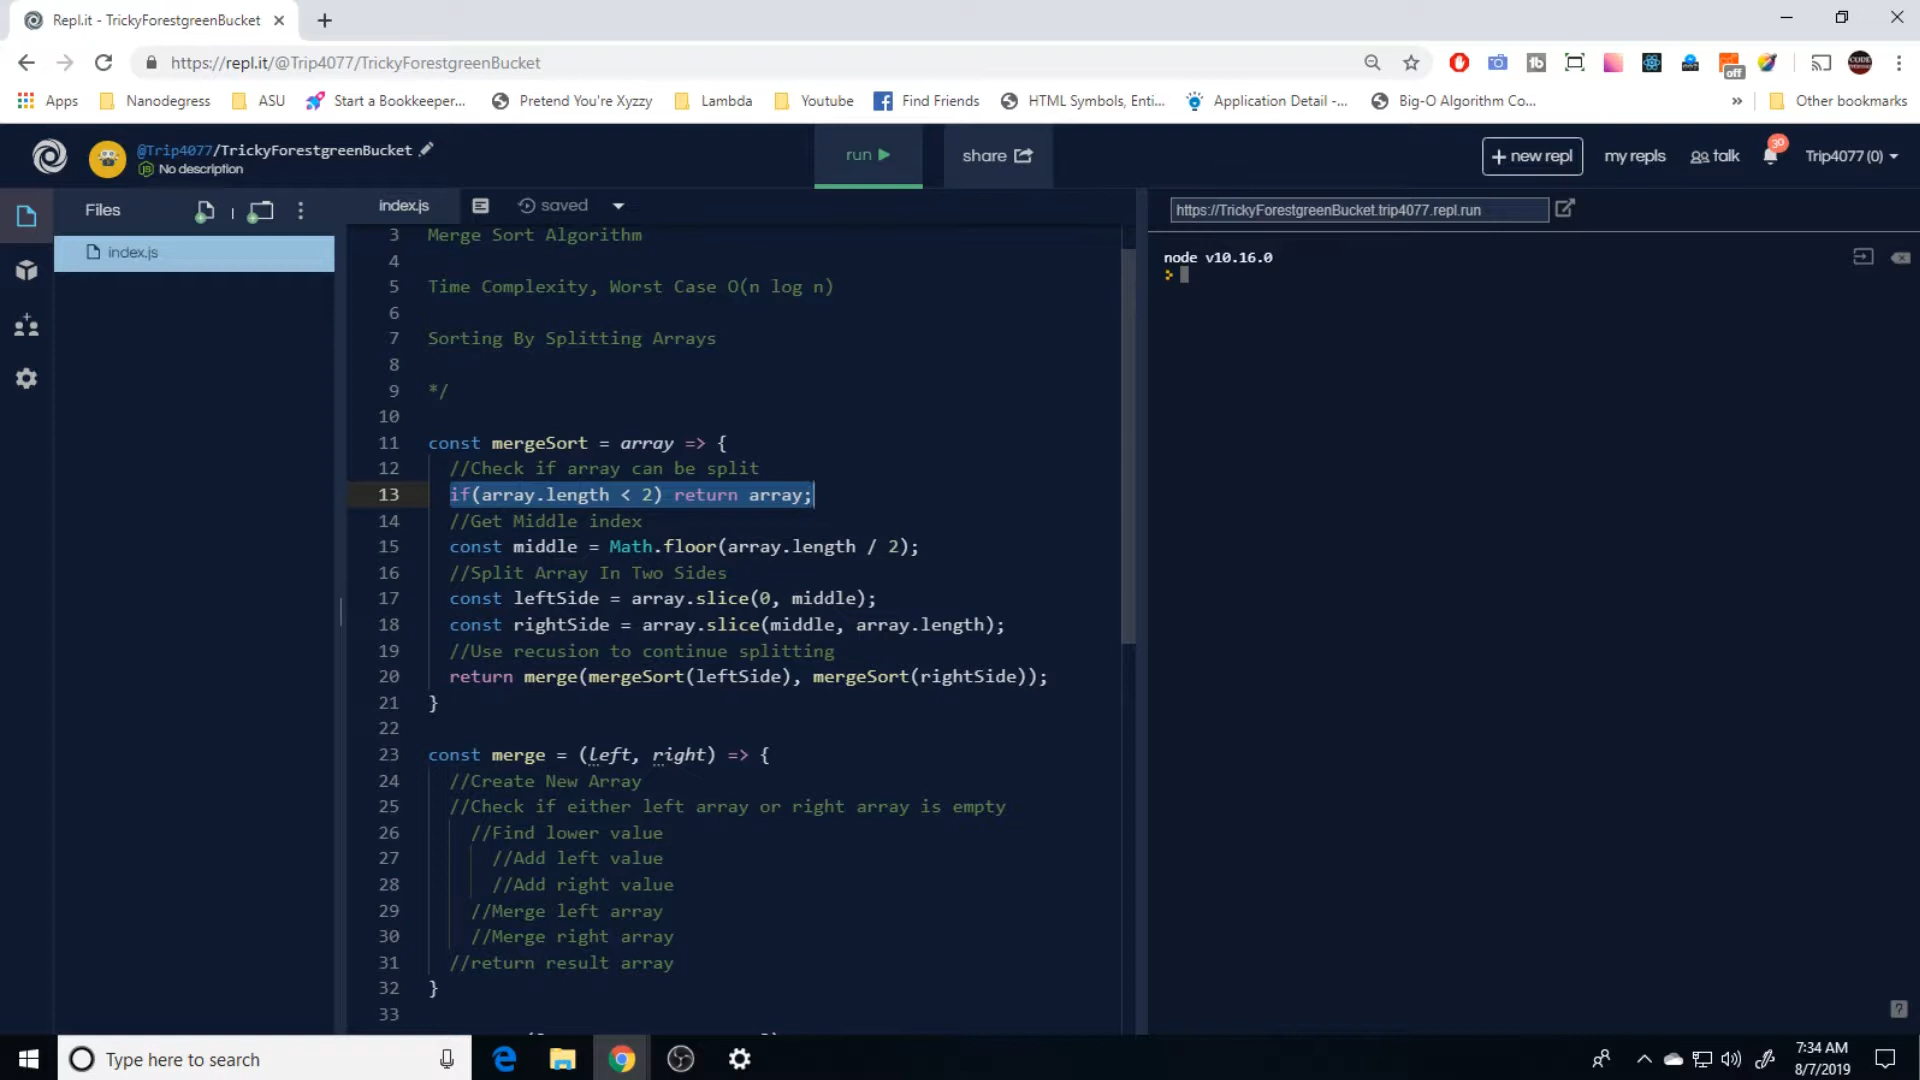 Repl.it - TrickyForestgreenBucket
https://repl.it/@Trip4077/TrickyForestgreenBucket
off
Apps
Nanodegress
ASU
Start a Bookkeeper...
Pretend You're Xyzzy
Lambda
Youtube
Find Friends
HTML Symbols, Enti...
Application Detail -...
Big-O Algorithm Co...
»
Other bookmarks
@Trip4077/TrickyForestgreenBucket
No description
run
share
+ new repl
my repls
talk
30
Trip4077 (0)
Files
index.js
index.js
saved
3 Merge Sort Algorithm
4
5 Time Complexity, Worst Case O(n log n)
6
7 Sorting By Splitting Arrays
8
9 */
10
11 const mergeSort = array => {
12 //Check if array can be split
13 if(array.length < 2) return array;
14 //Get Middle index
15 const middle = Math.floor(array.length / 2);
16 //Split Array In Two Sides
17 const leftSide = array.slice(0, middle);
18 const rightSide = array.slice(middle, array.length);
19 //Use recusion to continue splitting
20 return merge(mergeSort(leftSide), mergeSort(rightSide));
21 }
22
23 const merge = (left, right) => {
24 //Create New Array
25 //Check if either left array or right array is empty
26 //Find lower value
27 //Add left value
28 //Add right value
29 //Merge left array
30 //Merge right array
31 //return result array
32 }
33
https://TrickyForestgreenBucket.trip4077.repl.run
node v10.16.0
>
?
Type here to search
7:34 AM
8/7/2019